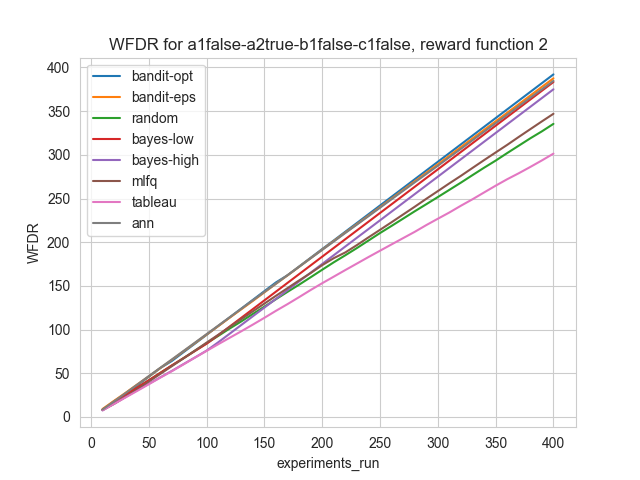 WFDR for a1false-a2true-b1false-c1false, reward function 2
400
350
300
250
200
150
100
50
0
WFDR
bandit-opt
bandit-eps
random
bayes-low
bayes-high
mlfq
tableau
ann
0 50 100 150 200 250 300 350 400
experiments_run